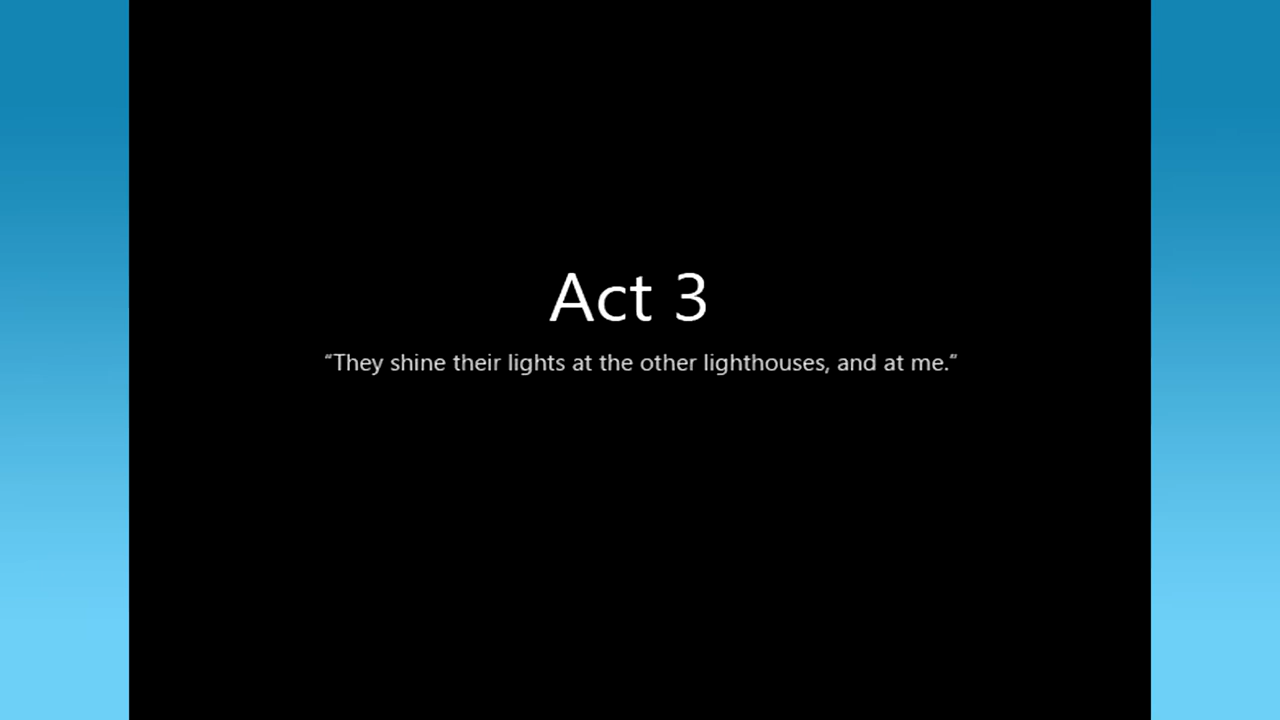 Act 3
“They shine their lights at the other lighthouses, and at me.”